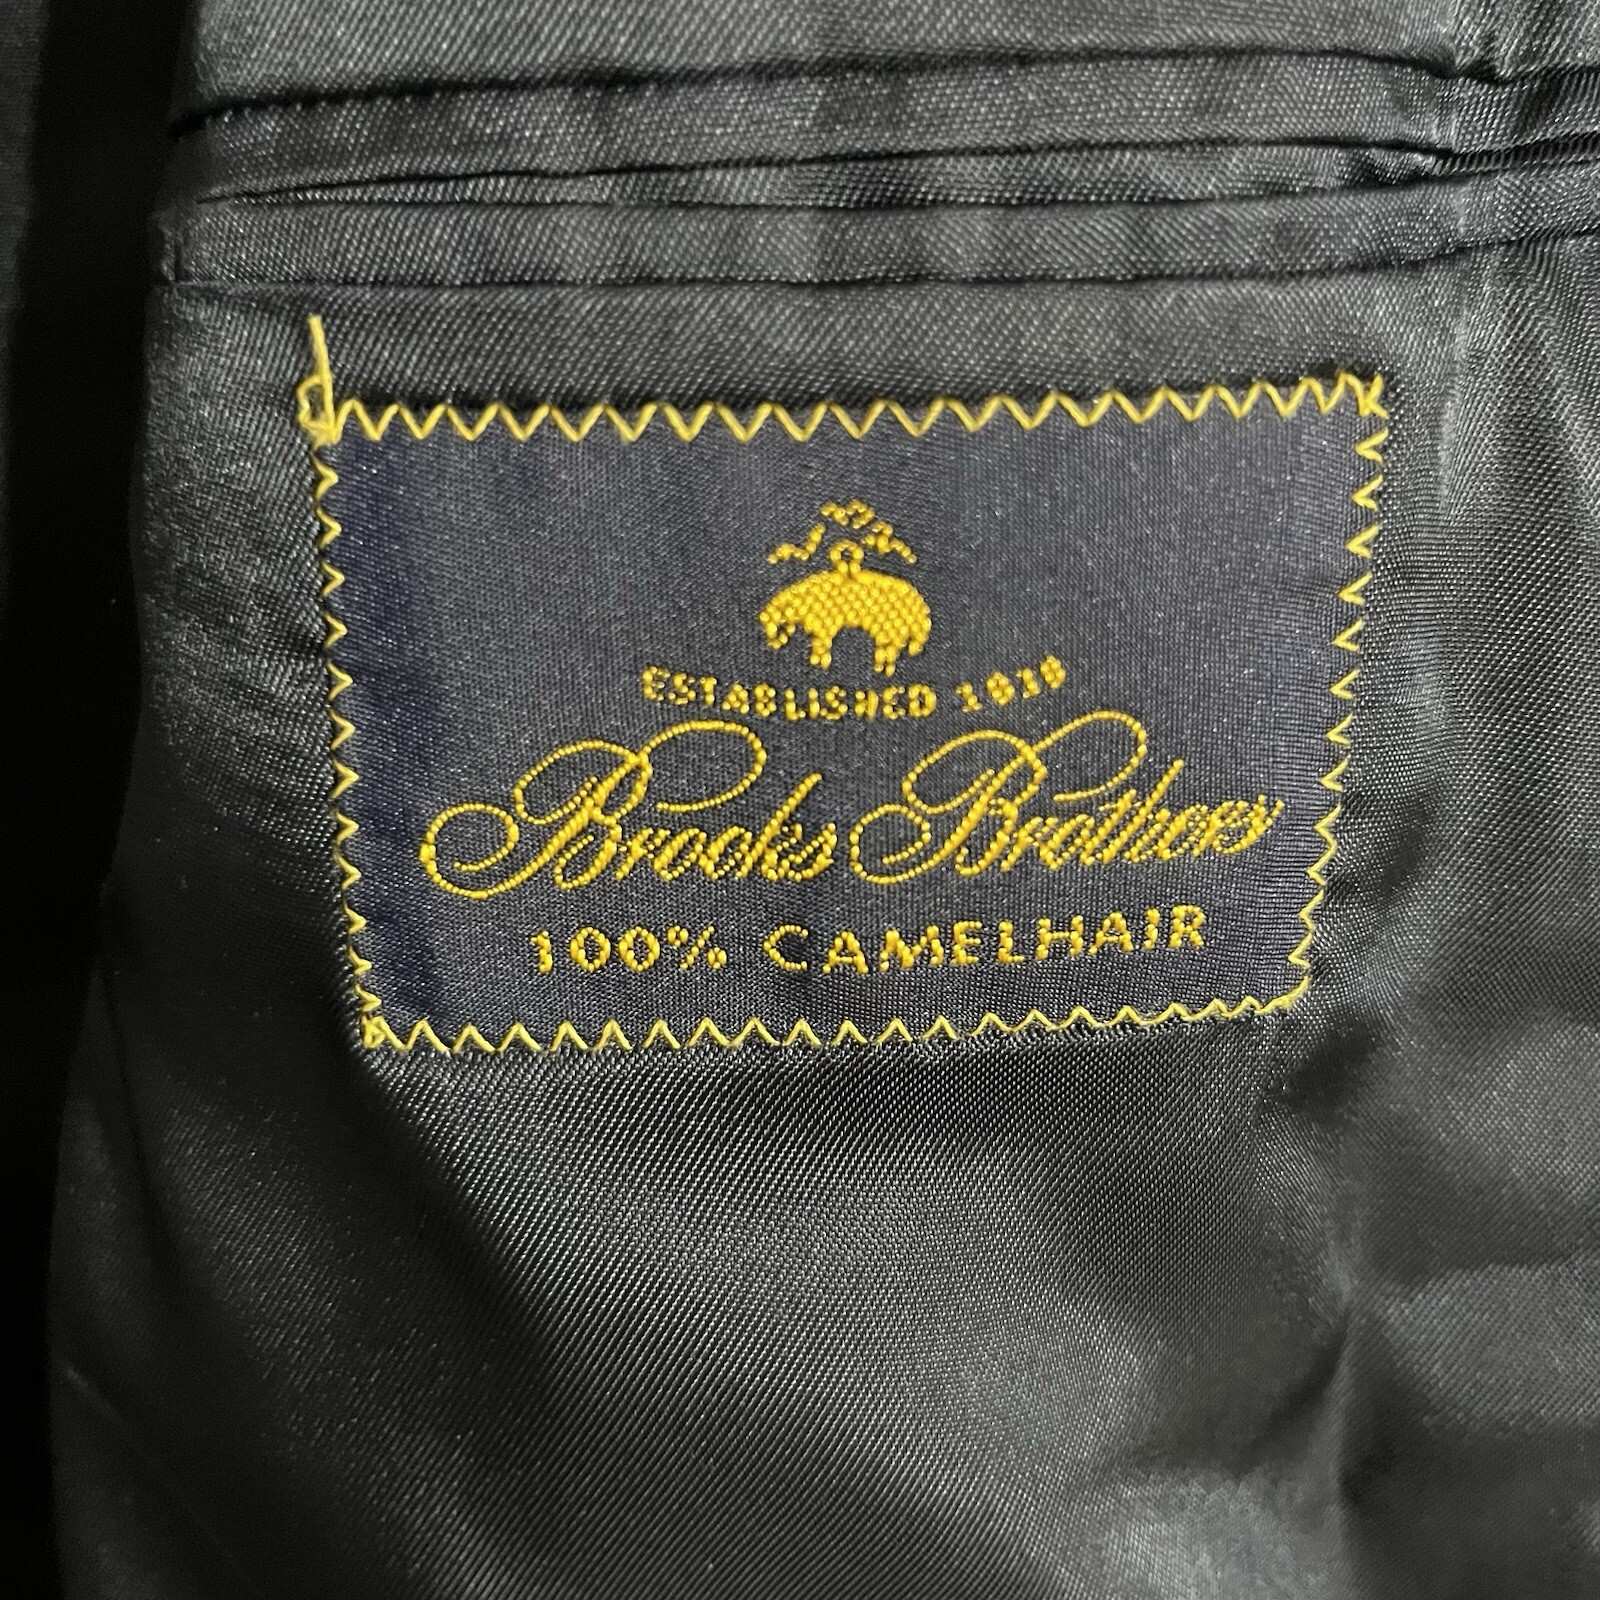 ESTABLISHED 1818
Brooks Brothers
100% CAMELHAIR